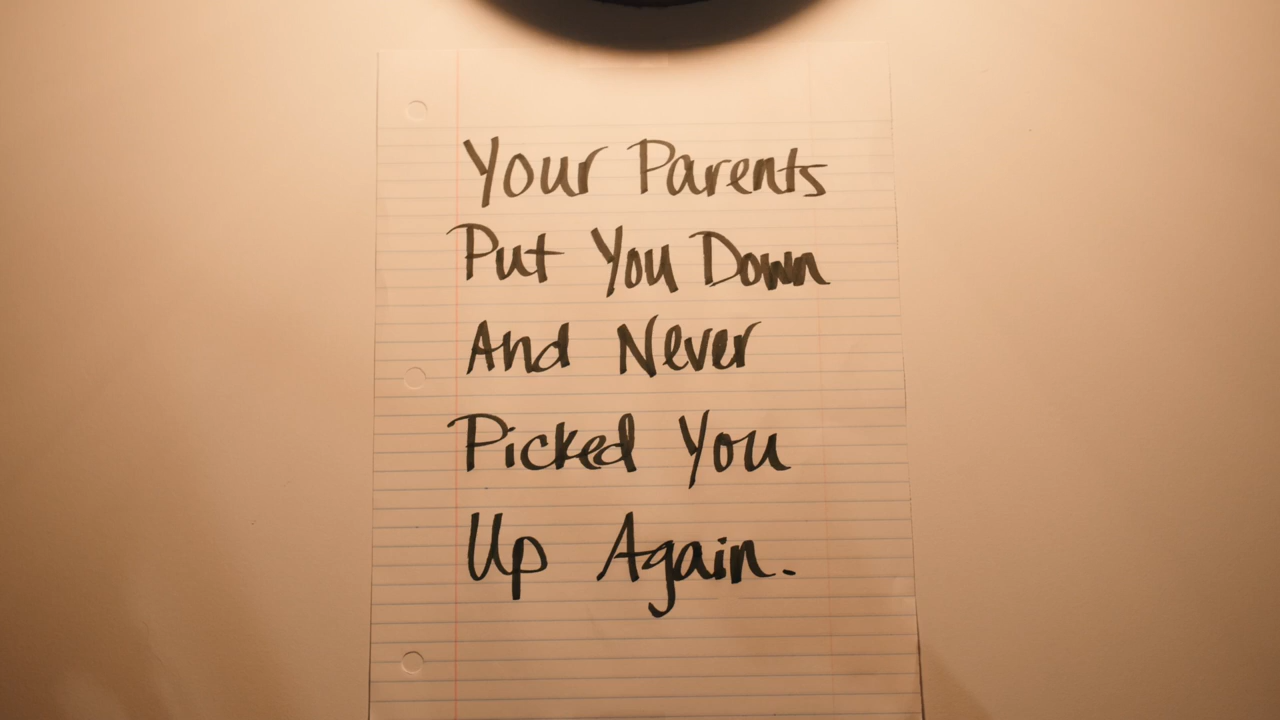 Your Parents
Put You Down
And Never
Picked You
Up Again.